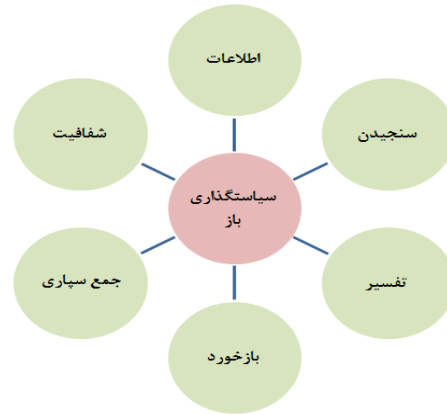 اطلاعات
سنجیدن
شفافیت
سیاستگذاری
باز
تفسیر
جمع سپاری
بازخورد